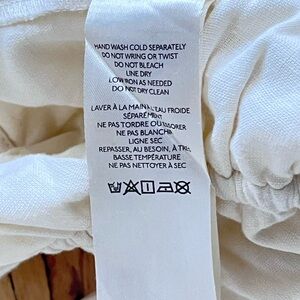 HAND WASH COLD SEPARATELY
DO NOT WRING OR TWIST
DO NOT BLEACH
LINE DRY
LOW IRON AS NEEDED
DO NOT DRY CLEAN
LAVER À LA MAIN EAU FROIDE
SÉPARÉMENT
NE PAS TORDRE OU ESSORER
NE PAS BLANCHIR
LIGNE SEC
REPASSER, AU BESOIN, À
BASSE TEMPÉRATURE
NE PAS NETTOYER À SEC